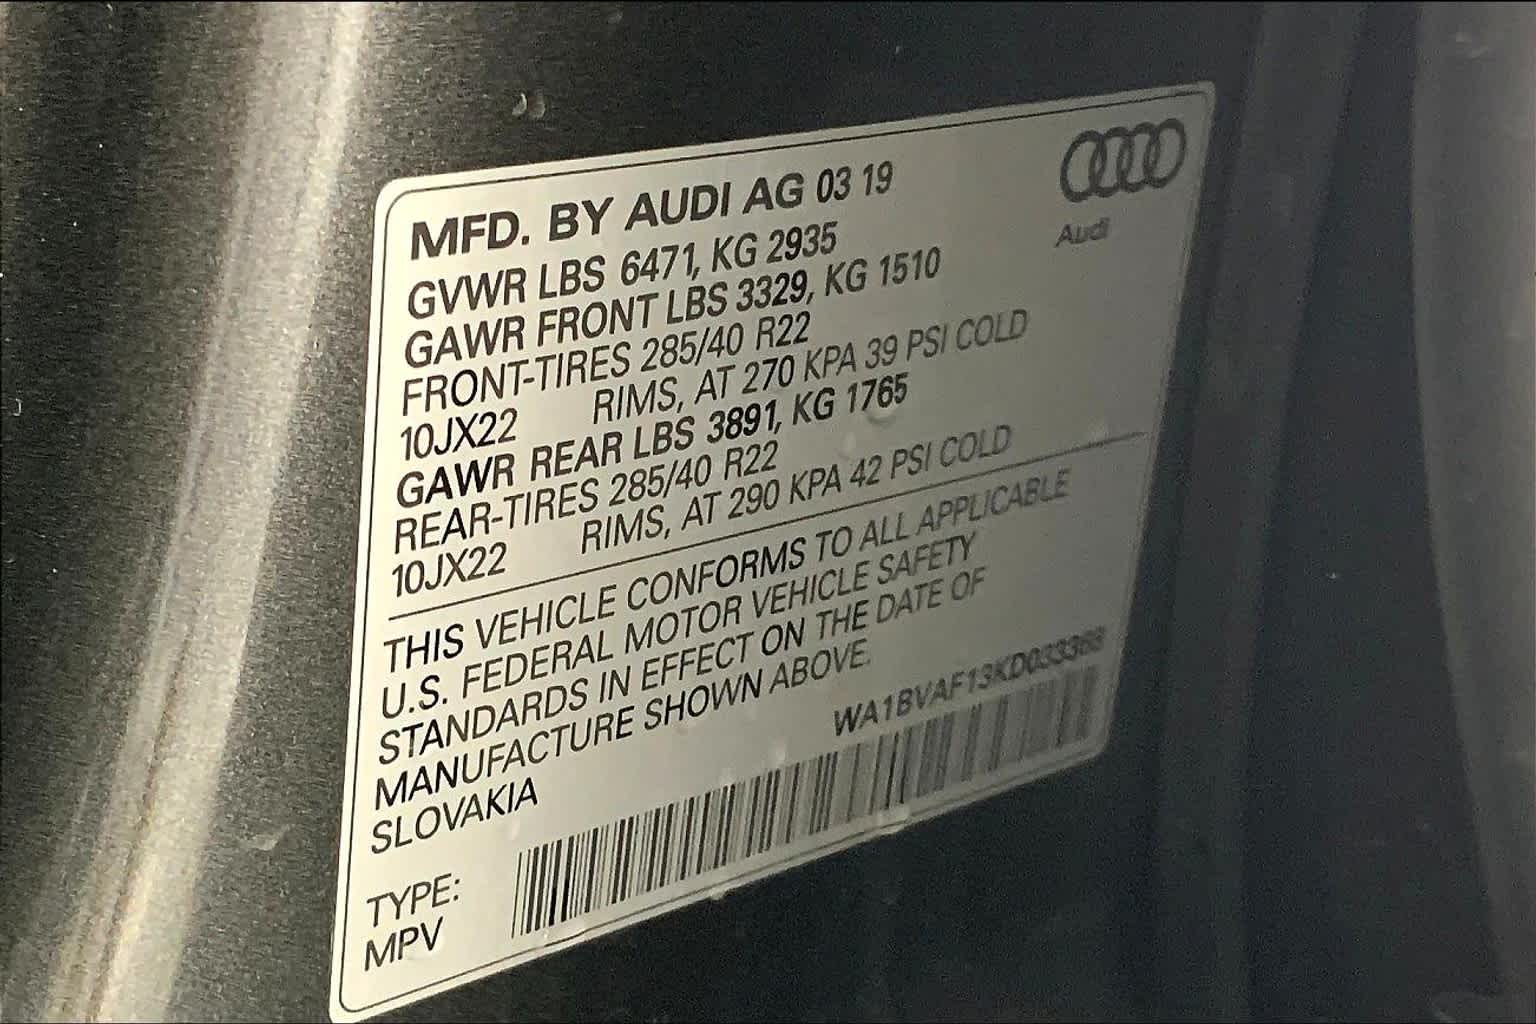 MFD. BY AUDI AG 03 19
GVWR LBS 6471, KG 2935
GAWR FRONT LBS 3329, KG 1510
FRONT-TIRES 285/40 R22
10JX22 RIMS, AT 270 KPA 39 PSI COLD
GAWR REAR LBS 3891, KG 1765
REAR-TIRES 285/40 R22
10JX22 RIMS, AT 290 KPA 42 PSI COLD
THIS VEHICLE CONFORMS TO ALL APPLICABLE
U.S. FEDERAL MOTOR VEHICLE SAFETY
STANDARDS IN EFFECT ON THE DATE OF
MANUFACTURE SHOWN ABOVE.
SLOVAKIA
TYPE:
MPV
Audi